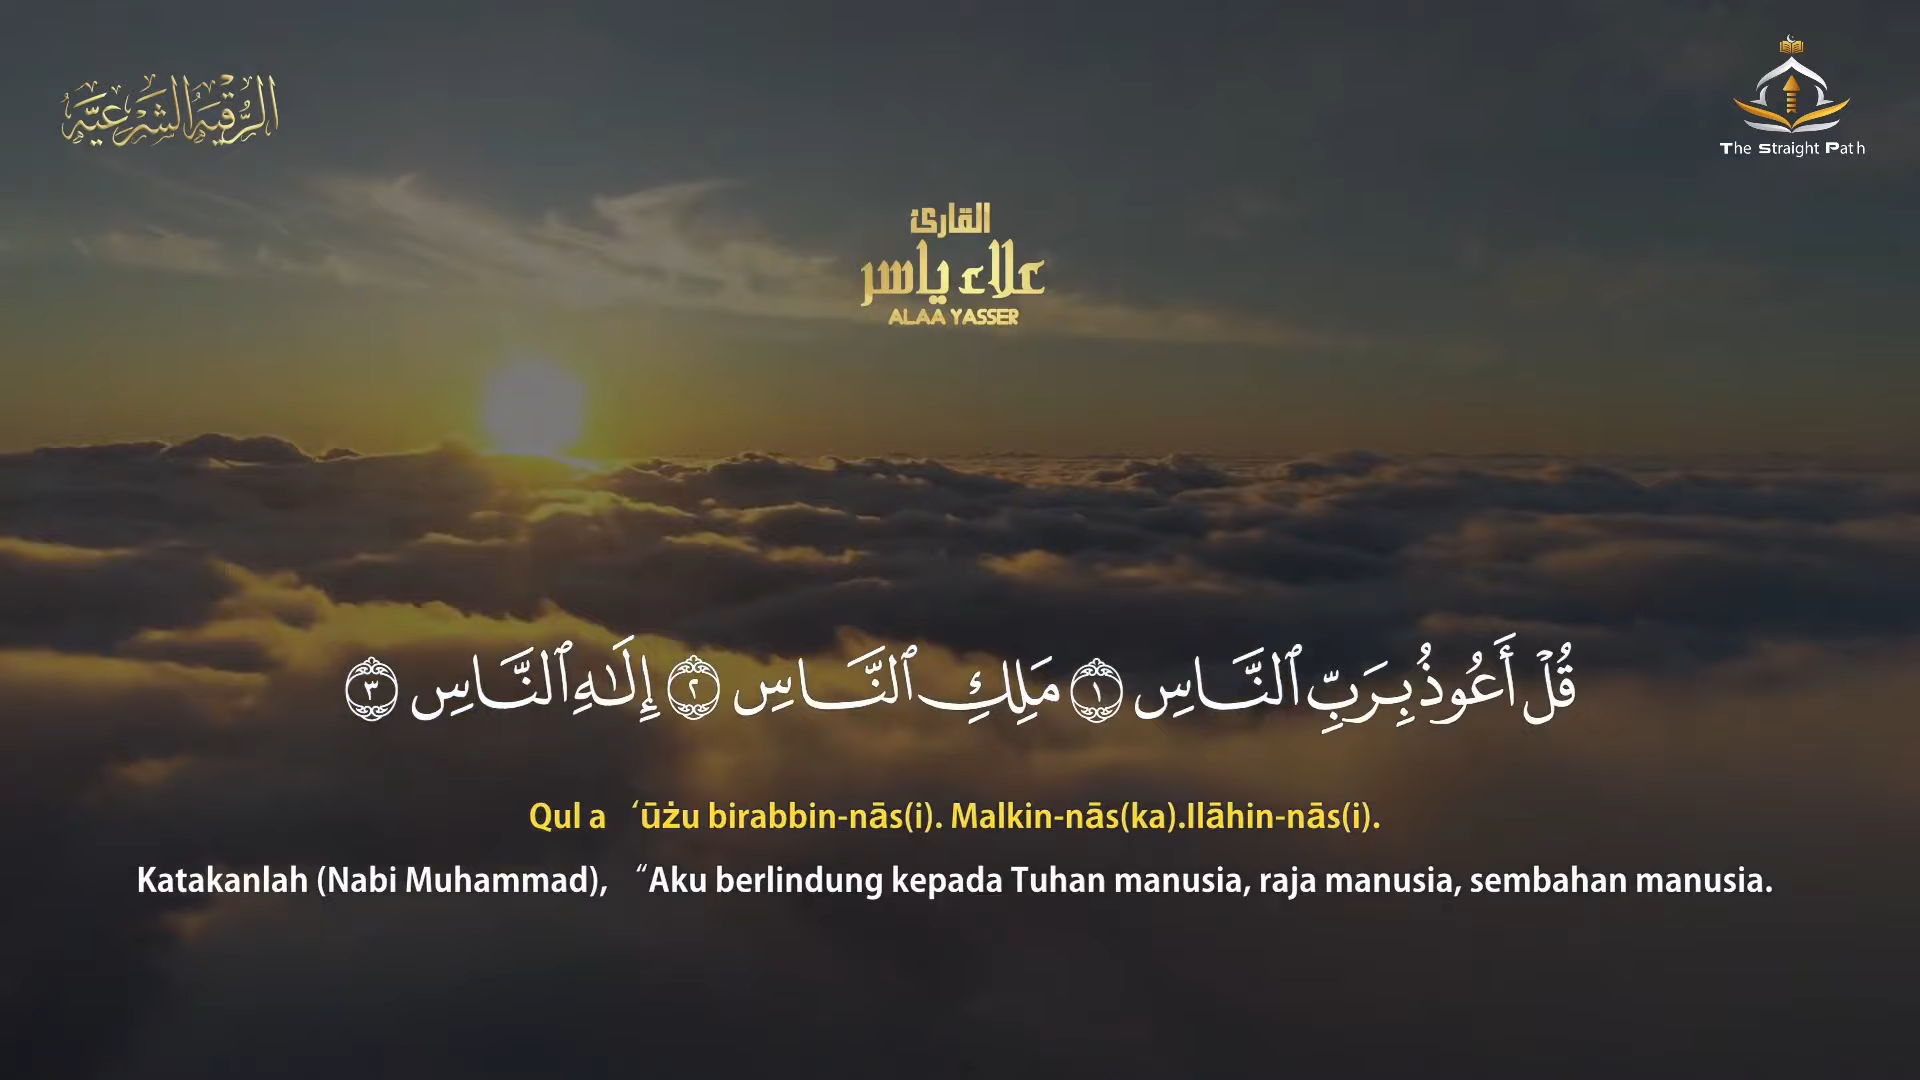 الرقية الشرعية
The Straight Path
القارئ
علاء ياسر
ALAA YASSER
قُلْ أَعُوذُ بِرَبِّ ٱلنَّاسِ ١ مَلِكِ ٱلنَّاسِ ٢ إِلَٰهِ ٱلنَّاسِ ٣
Qul a ‘ūżu birabbin-nās(i). Malkin-nās(ka).Ilāhin-nās(i).
Katakanlah (Nabi Muhammad), “Aku berlindung kepada Tuhan manusia, raja manusia, sembahan manusia.